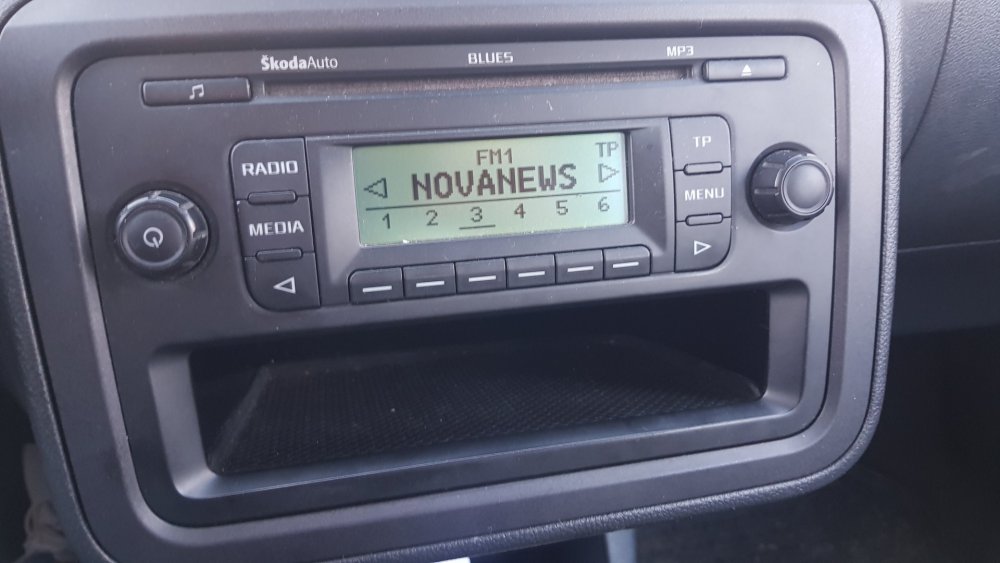 ŠkodaAuto BLUES MP3
RADIO
MEDIA
FM1 TP
NOVANEWS
1 2 3 4 5 6
TP
MENU